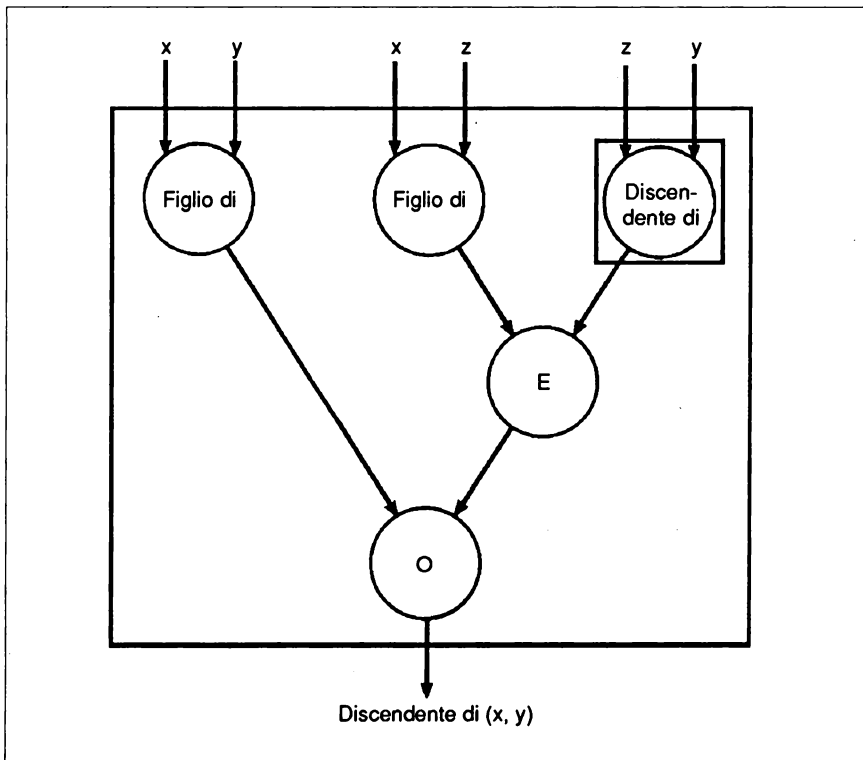 x y x z z y
Figlio di Figlio di Discen-
dente di
E
O
Discendente di (x, y)